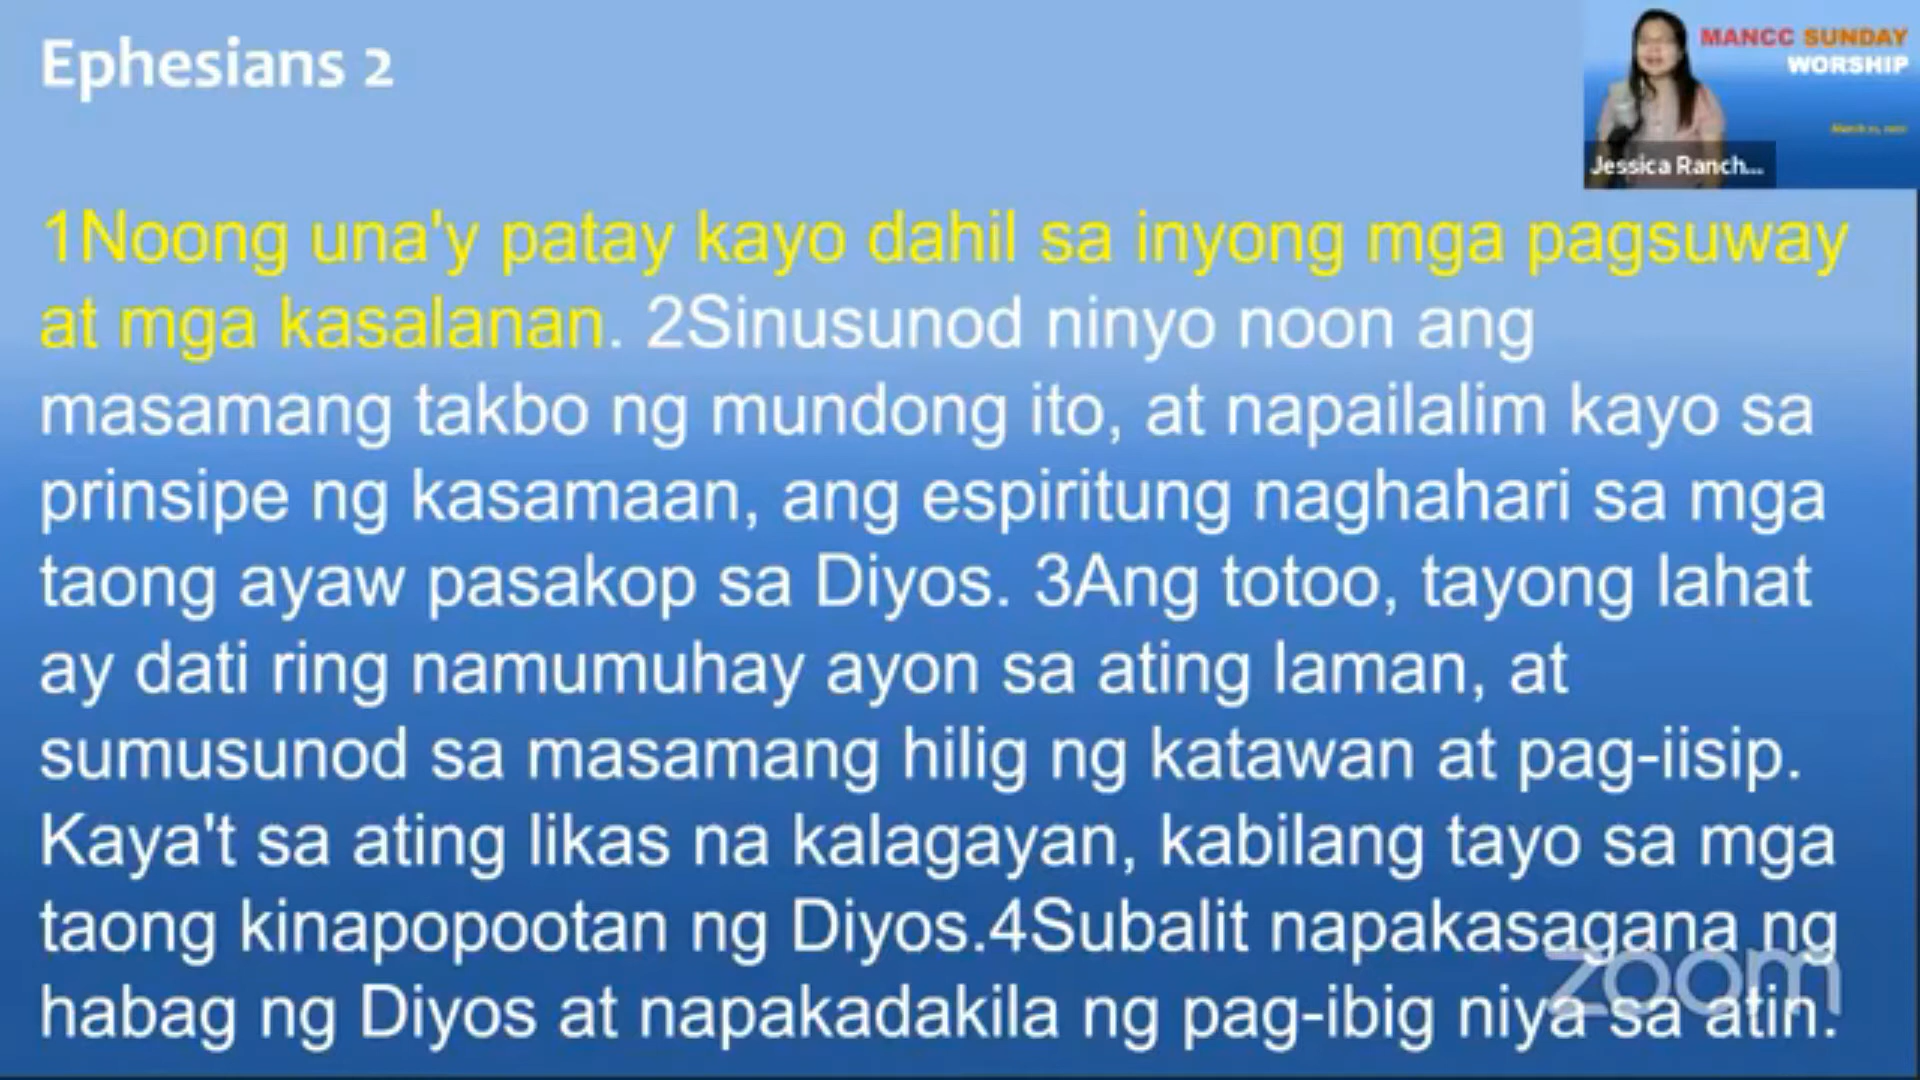 Ephesians 2
MANCC SUNDAY
WORSHIP
Jessica Ranch...
1Noong una'y patay kayo dahil sa inyong mga pagsuway
at mga kasalanan. 2Sinusunod ninyo noon ang
masamang takbo ng mundong ito, at napailalim kayo sa
prinsipe ng kasamaan, ang espiritung naghahari sa mga
taong ayaw pasakop sa Diyos. 3Ang totoo, tayong lahat
ay dati ring namumuhay ayon sa ating laman, at
sumusunod sa masamang hilig ng katawan at pag-iisip.
Kaya't sa ating likas na kalagayan, kabilang tayo sa mga
taong kinapopootan ng Diyos.4Subalit napakasagana ng
habag ng Diyos at napakadakila ng pag-ibig niya sa atin.
zoom